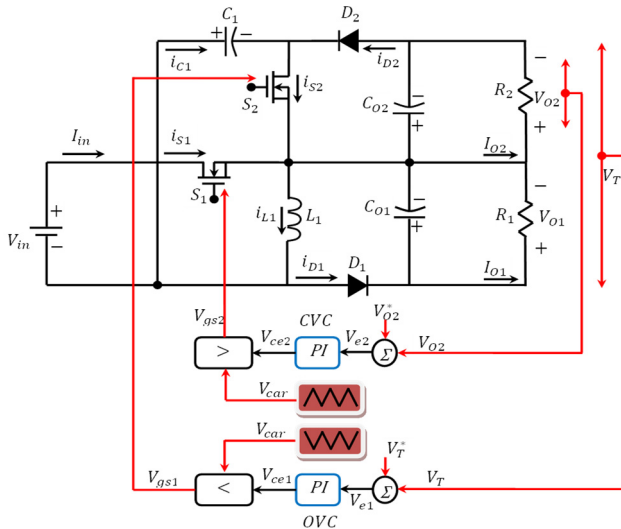 C1
+ −
D2
iC1
iD2
iS2
S2
−
CO2
+
R2
−
VO2
+
Iin
iS1
IO2
VT
S1
+
Vin
−
iL1
L1
−
CO1
+
−
R1
VO1
+
iD1
D1
IO1
Vgs2
Vce2
CVC
PI
Ve2
V*O2
Σ
VO2
>
Vcar
Vcar
V*T
Vgs1
<
Vce1
PI
Ve1
Σ
VT
OVC